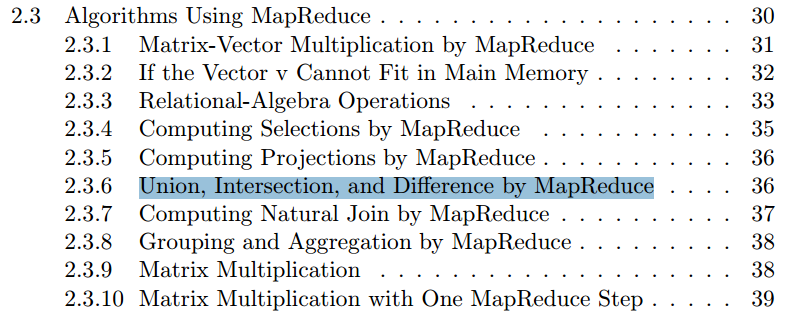 2.3 Algorithms Using MapReduce . . . . . . . . . . . . . . . . . . . . . . . 30
2.3.1 Matrix-Vector Multiplication by MapReduce . . . . . . . 31
2.3.2 If the Vector v Cannot Fit in Main Memory . . . . . . . . 32
2.3.3 Relational-Algebra Operations . . . . . . . . . . . . . . . 33
2.3.4 Computing Selections by MapReduce . . . . . . . . . . . 35
2.3.5 Computing Projections by MapReduce . . . . . . . . . . . 36
2.3.6 Union, Intersection, and Difference by MapReduce . . . . 36
2.3.7 Computing Natural Join by MapReduce . . . . . . . . . . 37
2.3.8 Grouping and Aggregation by MapReduce . . . . . . . . . 38
2.3.9 Matrix Multiplication . . . . . . . . . . . . . . . . . . . . 38
2.3.10 Matrix Multiplication with One MapReduce Step . . . . . 39